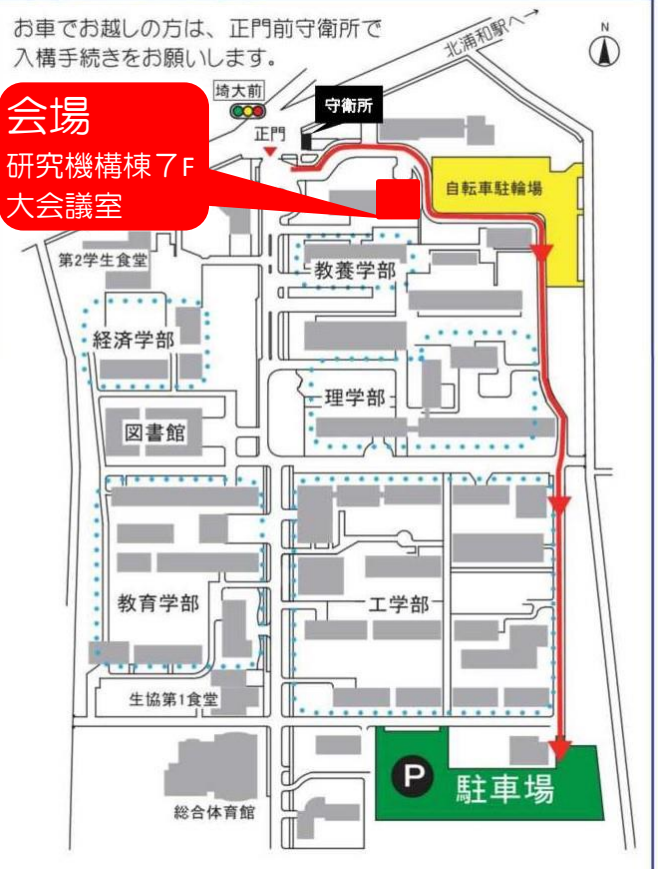 お車でお越しの方は、正門前守衛所で
入構手続きをお願いします。
北浦和駅へ
N
埼大前
守衛所
正門
会場
研究機構棟7F
大会議室
自転車駐輪場
第2学生食堂
教養学部
経済学部
理学部
図書館
教育学部
工学部
生協第1食堂
総合体育館
P
駐車場